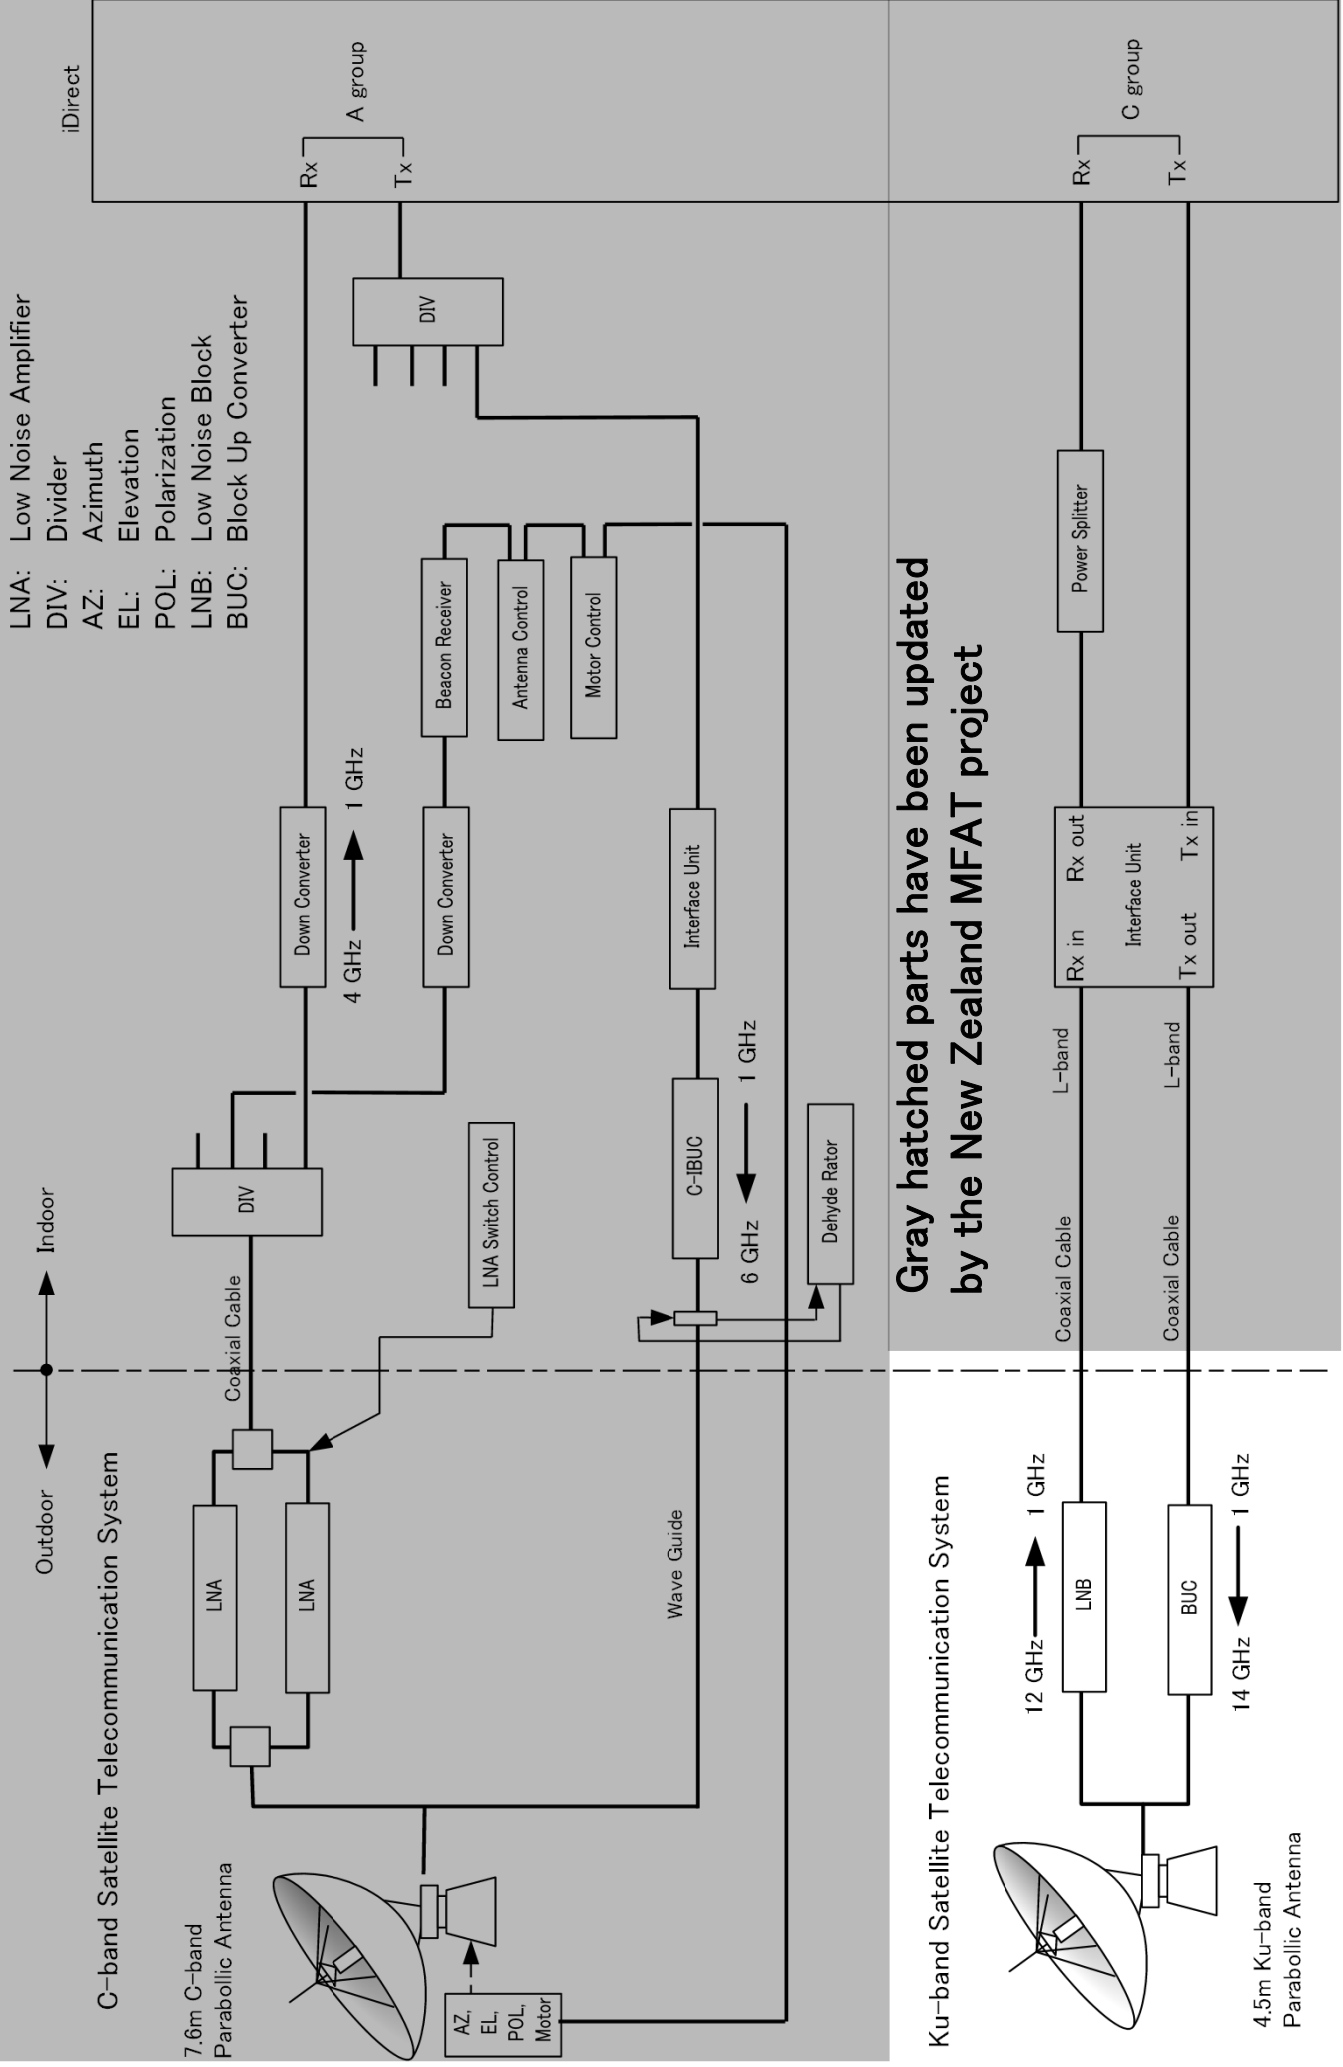 Outdoor
Indoor
LNA: Low Noise Amplifier
DIV: Divider
AZ: Azimuth
EL: Elevation
POL: Polarization
LNB: Low Noise Block
BUC: Block Up Converter
iDirect
C-band Satellite Telecommunication System
7.6m C-band
Parabollic Antenna
LNA
LNA
Coaxial Cable
DIV
Down Converter
4 GHz
1 GHz
Rx
A group
Tx
DIV
Down Converter
Beacon Receiver
Antenna Control
Motor Control
LNA Switch Control
AZ,
EL,
POL,
Motor
Wave Guide
C-IBUC
Interface Unit
6 GHz
1 GHz
Dehyde Rator
Gray hatched parts have been updated
by the New Zealand MFAT project
Ku-band Satellite Telecommunication System
4.5m Ku-band
Parabollic Antenna
12 GHz
1 GHz
LNB
BUC
14 GHz
1 GHz
Coaxial Cable
L-band
Coaxial Cable
L-band
Rx in
Rx out
Interface Unit
Tx out
Tx in
Power Splitter
Rx
C group
Tx